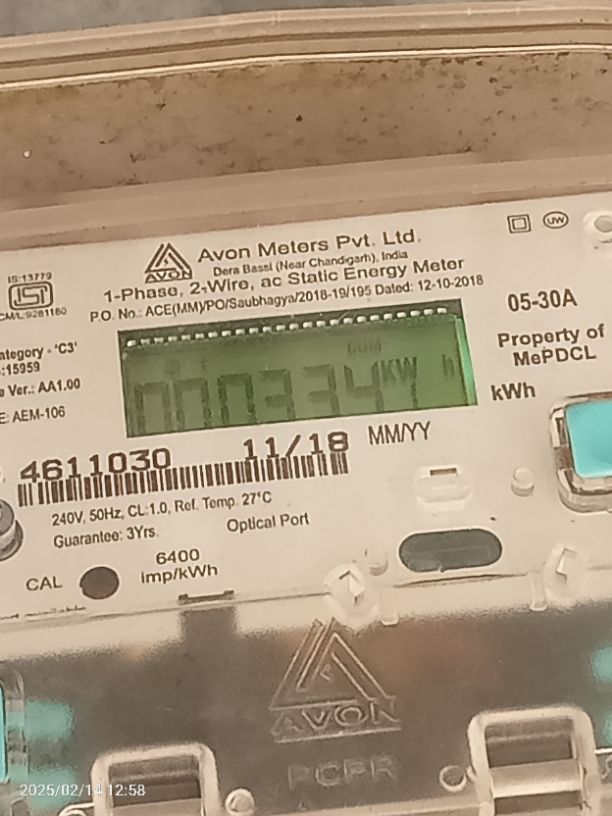 Avon Meters Pvt. Ltd.
Dera Bassi (Near Chandigarh), India
1-Phase, 2-Wire, ac Static Energy Meter
P.O. No.: ACE(MM)/PO/Saubhagya/2018-19/195 Dated: 12-10-2018
AVON
IS:13779
CM/L:9281180
05-30A
Property of
MePDCL
ategory - 'C3'
:15959
Ver.: AA1.00
E: AEM-106
CUM
000334 KW h
kWh
4611030 11/18 MM/YY
240V, 50Hz, CL:1.0, Ref. Temp. 27°C
Guarantee: 3Yrs.
Optical Port
CAL
6400
imp/kWh
AVON
PCPR
2025/02/14 12:58